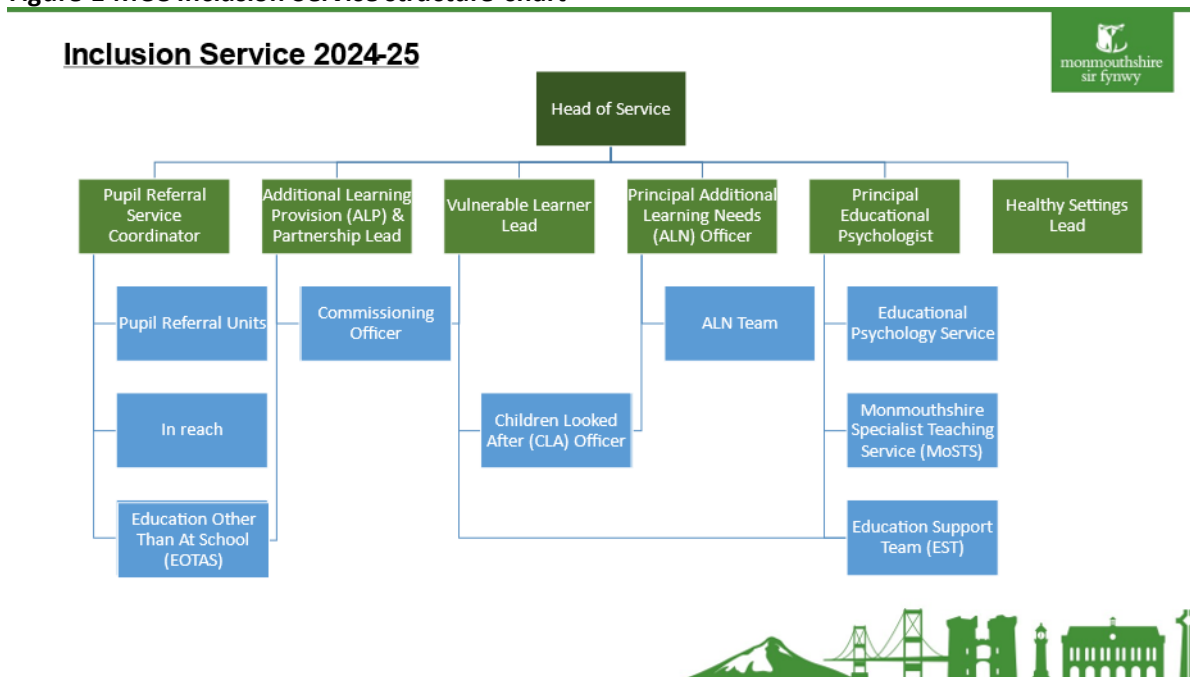 Inclusion Service 2024-25
monmouthshire
sir fynwy
Head of Service
Pupil Referral
Service
Coordinator
Additional Learning
Provision (ALP) &
Partnership Lead
Vulnerable Learner
Lead
Principal Additional
Learning Needs
(ALN) Officer
Principal
Educational
Psychologist
Healthy Settings
Lead
Pupil Referral Units
Commissioning
Officer
ALN Team
Educational
Psychology Service
In reach
Children Looked
After (CLA) Officer
Monmouthshire
Specialist Teaching
Service (MoSTS)
Education Other
Than At School
(EOTAS)
Education Support
Team (EST)